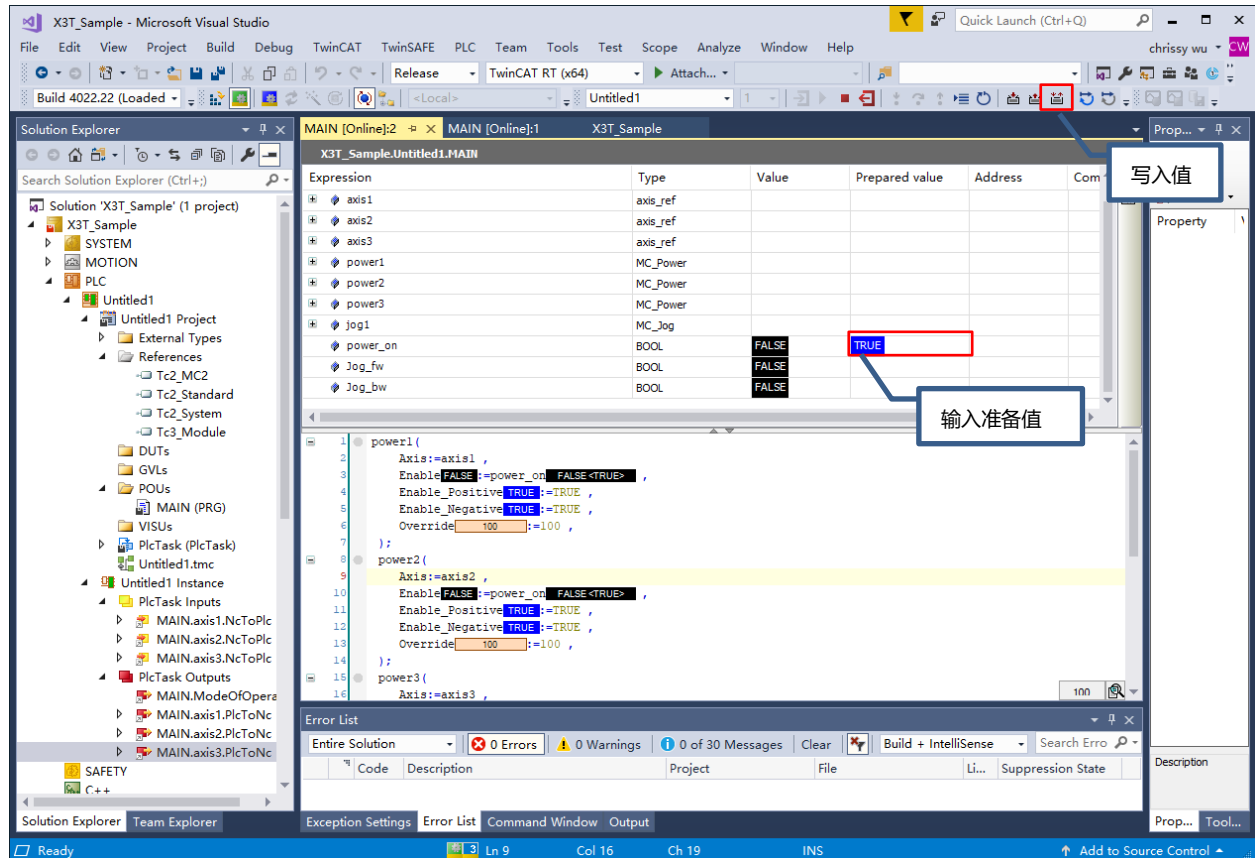 X3T_Sample - Microsoft Visual Studio
Quick Launch (Ctrl+Q)
File Edit View Project Build Debug TwinCAT TwinSAFE PLC Team Tools Test Scope Analyze Window Help
chrissy wu CW
Release TwinCAT RT (x64) Attach...
Build 4022.22 (Loaded <Local> Untitled1 1
Solution Explorer
Search Solution Explorer (Ctrl+;)
Solution 'X3T_Sample' (1 project)
X3T_Sample
SYSTEM
MOTION
PLC
Untitled1
Untitled1 Project
External Types
References
Tc2_MC2
Tc2_Standard
Tc2_System
Tc3_Module
DUTs
GVLs
POUs
MAIN (PRG)
VISUs
PlcTask (PlcTask)
Untitled1.tmc
Untitled1 Instance
PlcTask Inputs
MAIN.axis1.NcToPlc
MAIN.axis2.NcToPlc
MAIN.axis3.NcToPlc
PlcTask Outputs
MAIN.ModeOfOpera
MAIN.axis1.PlcToNc
MAIN.axis2.PlcToNc
MAIN.axis3.PlcToNc
SAFETY
C++
Solution Explorer Team Explorer
MAIN [Online]:2 MAIN [Online]:1 X3T_Sample
X3T_Sample.Untitled1.MAIN
Expression Type Value Prepared value Address Com
axis1 axis_ref
axis2 axis_ref
axis3 axis_ref
power1 MC_Power
power2 MC_Power
power3 MC_Power
jog1 MC_Jog
power_on BOOL FALSE TRUE
Jog_fw BOOL FALSE
Jog_bw BOOL FALSE
写入值
输入准备值
1 power1(
2 Axis:=axis1 ,
3 Enable FALSE :=power_on FALSE<TRUE> ,
4 Enable_Positive TRUE :=TRUE ,
5 Enable_Negative TRUE :=TRUE ,
6 Override 100 :=100 ,
7 );
8 power2(
9 Axis:=axis2 ,
10 Enable FALSE :=power_on FALSE<TRUE> ,
11 Enable_Positive TRUE :=TRUE ,
12 Enable_Negative TRUE :=TRUE ,
13 Override 100 :=100 ,
14 );
15 power3(
16 Axis:=axis3 ,
100
Error List
Entire Solution 0 Errors 0 Warnings 0 of 30 Messages Clear Build + IntelliSense Search Erro
Code Description Project File Li... Suppression State
Exception Settings Error List Command Window Output
Prop...
Property
Description
Prop... Tool...
Ready 3 Ln 9 Col 16 Ch 19 INS Add to Source Control